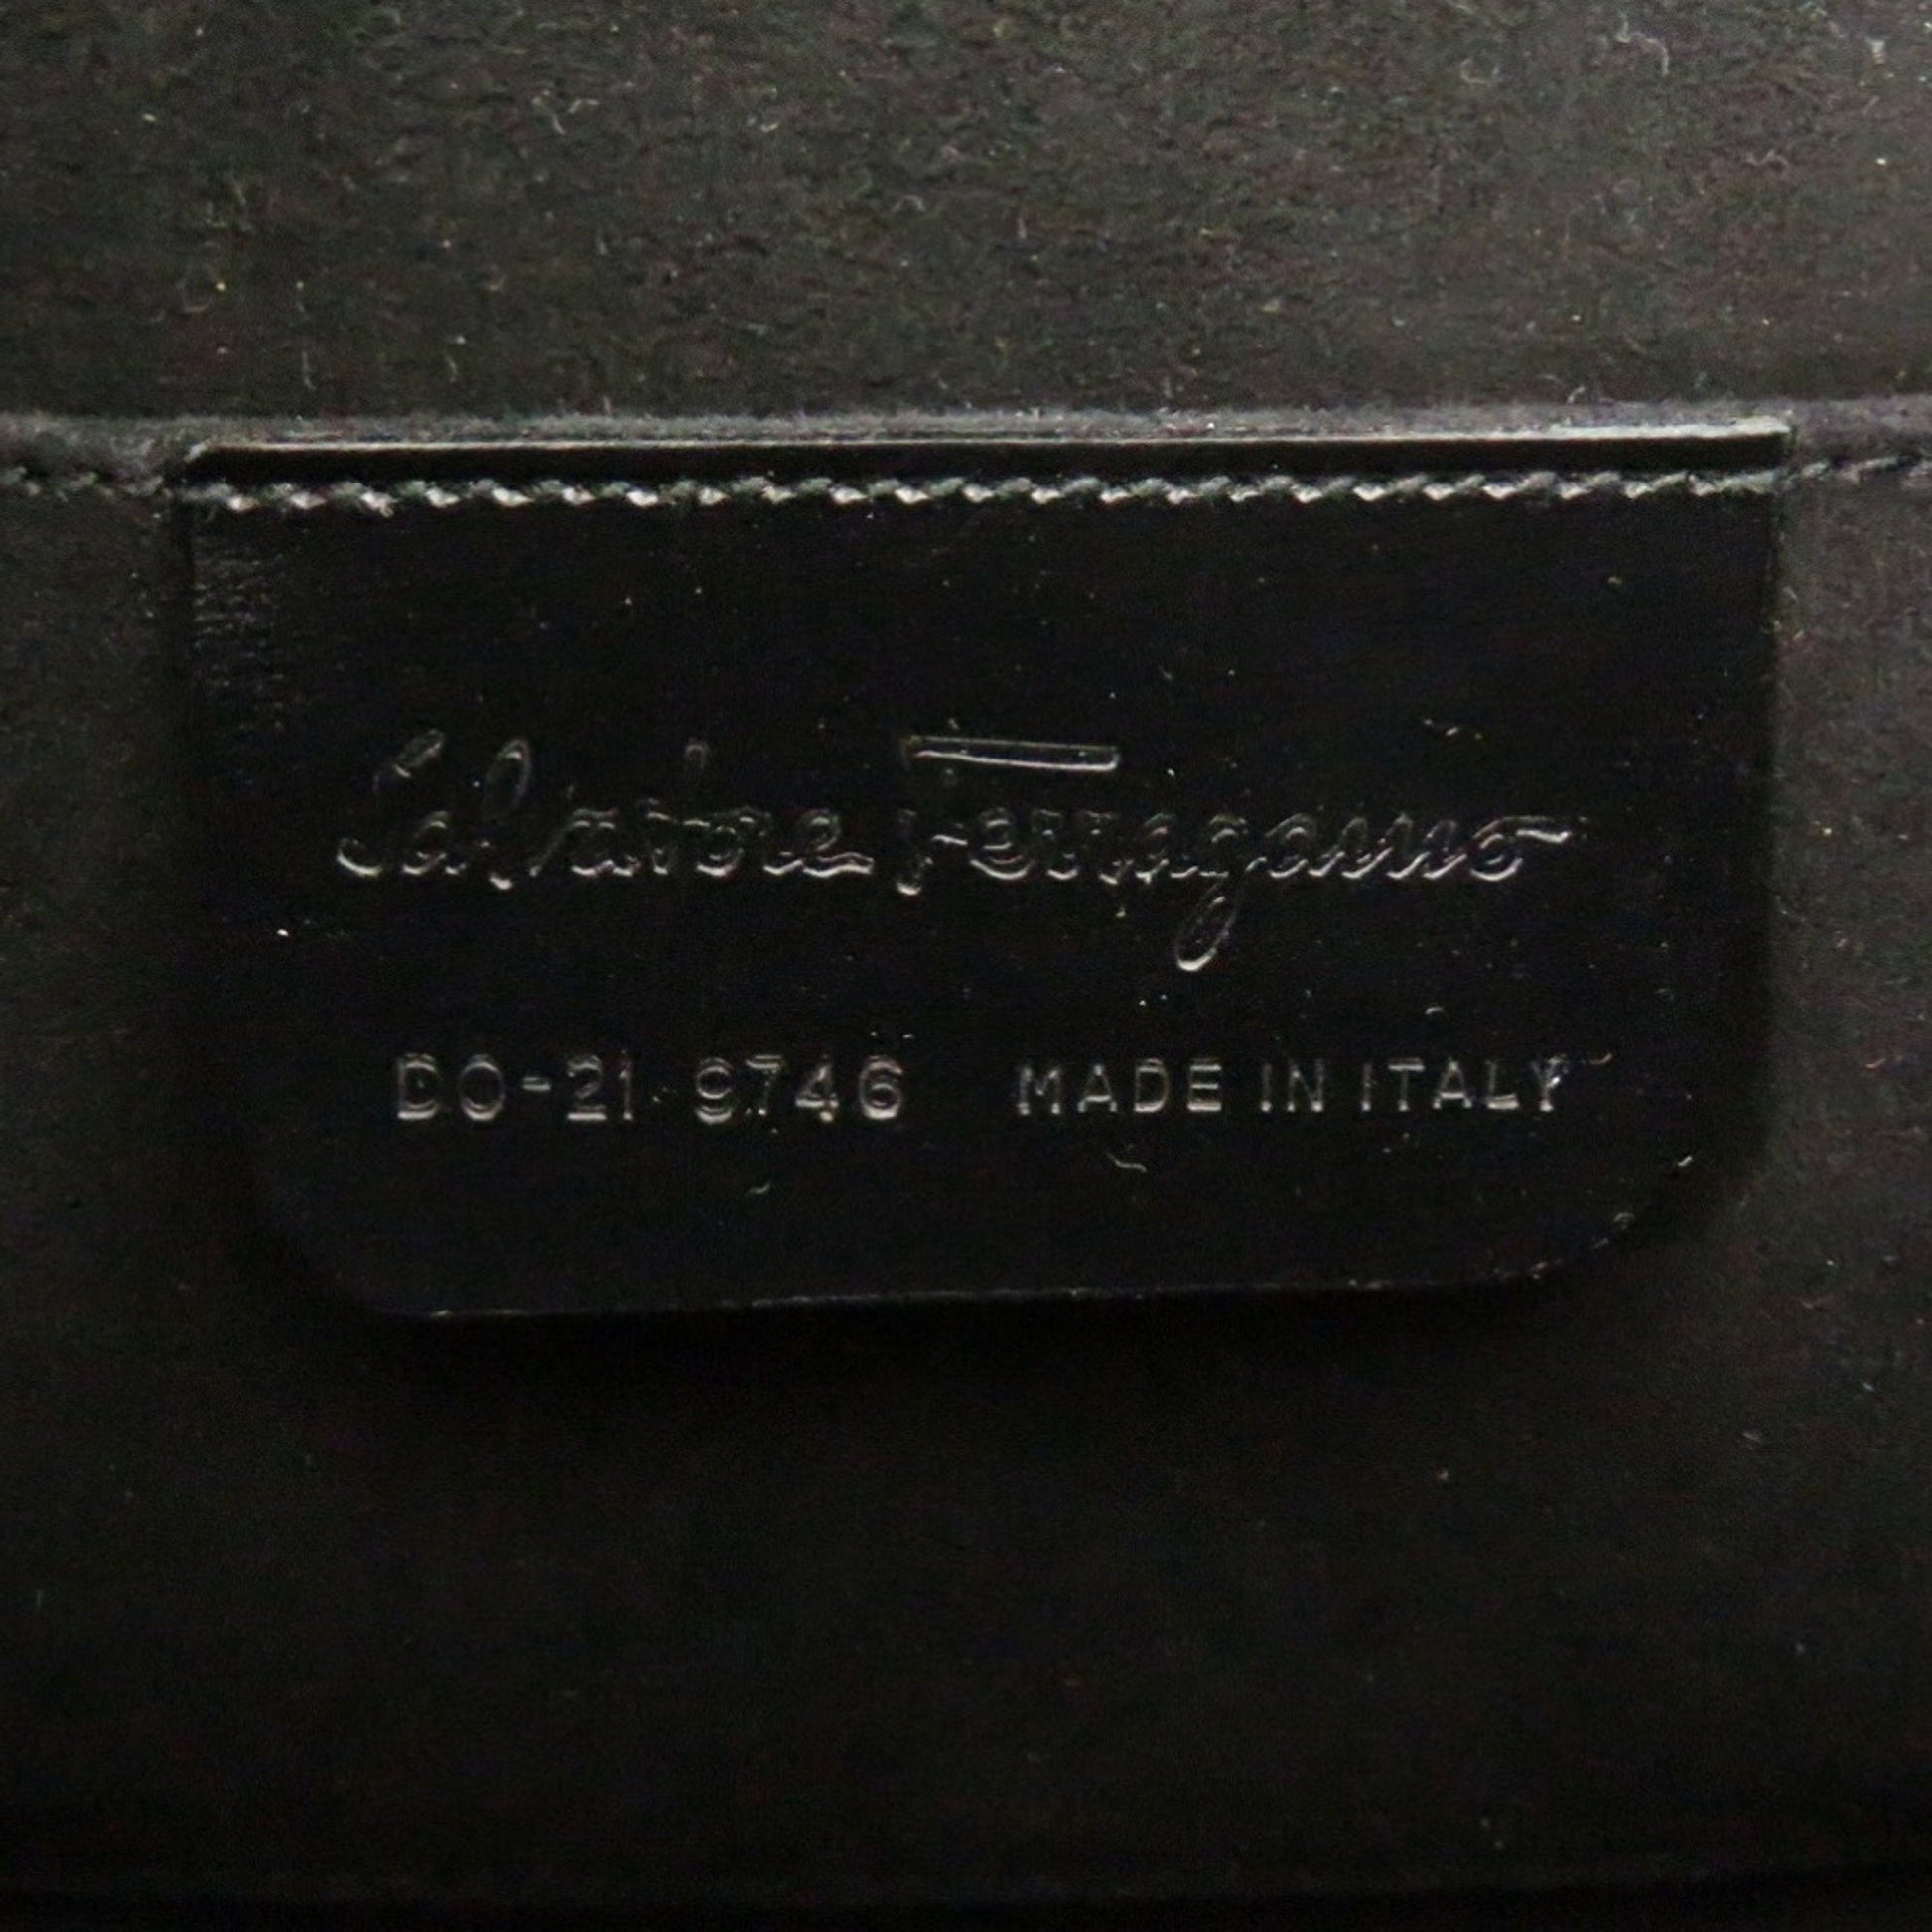 Salvatore Ferragamo
DO-21 9746 MADE IN ITALY